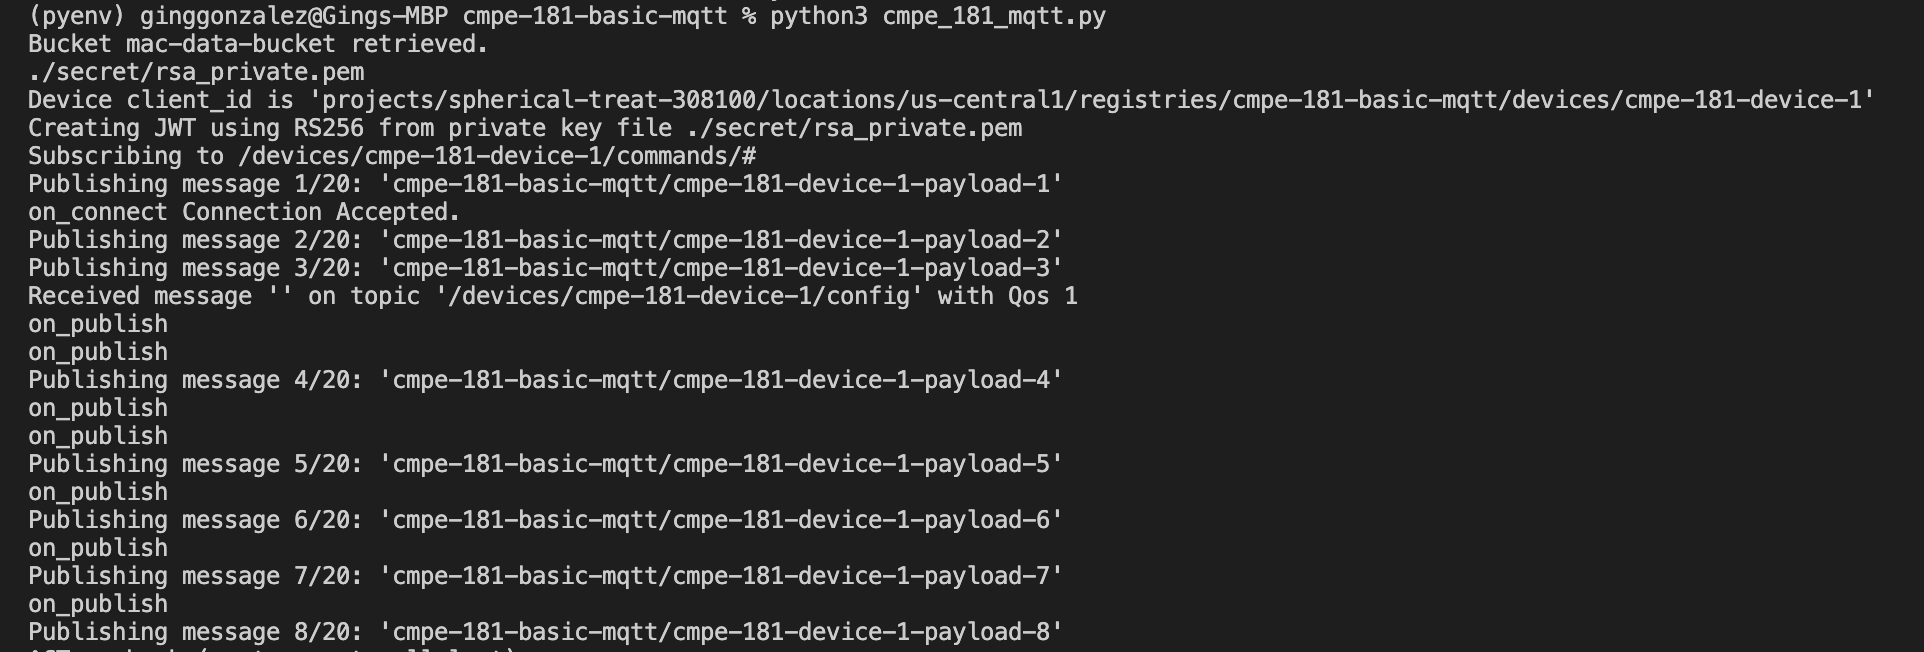 (pyenv) ginggonzalez@Gings-MBP cmpe-181-basic-mqtt % python3 cmpe_181_mqtt.py
Bucket mac-data-bucket retrieved.
./secret/rsa_private.pem
Device client_id is 'projects/spherical-treat-308100/locations/us-central1/registries/cmpe-181-basic-mqtt/devices/cmpe-181-device-1'
Creating JWT using RS256 from private key file ./secret/rsa_private.pem
Subscribing to /devices/cmpe-181-device-1/commands/#
Publishing message 1/20: 'cmpe-181-basic-mqtt/cmpe-181-device-1-payload-1'
on_connect Connection Accepted.
Publishing message 2/20: 'cmpe-181-basic-mqtt/cmpe-181-device-1-payload-2'
Publishing message 3/20: 'cmpe-181-basic-mqtt/cmpe-181-device-1-payload-3'
Received message '' on topic '/devices/cmpe-181-device-1/config' with Qos 1
on_publish
on_publish
Publishing message 4/20: 'cmpe-181-basic-mqtt/cmpe-181-device-1-payload-4'
on_publish
on_publish
Publishing message 5/20: 'cmpe-181-basic-mqtt/cmpe-181-device-1-payload-5'
on_publish
Publishing message 6/20: 'cmpe-181-basic-mqtt/cmpe-181-device-1-payload-6'
on_publish
Publishing message 7/20: 'cmpe-181-basic-mqtt/cmpe-181-device-1-payload-7'
on_publish
Publishing message 8/20: 'cmpe-181-basic-mqtt/cmpe-181-device-1-payload-8'